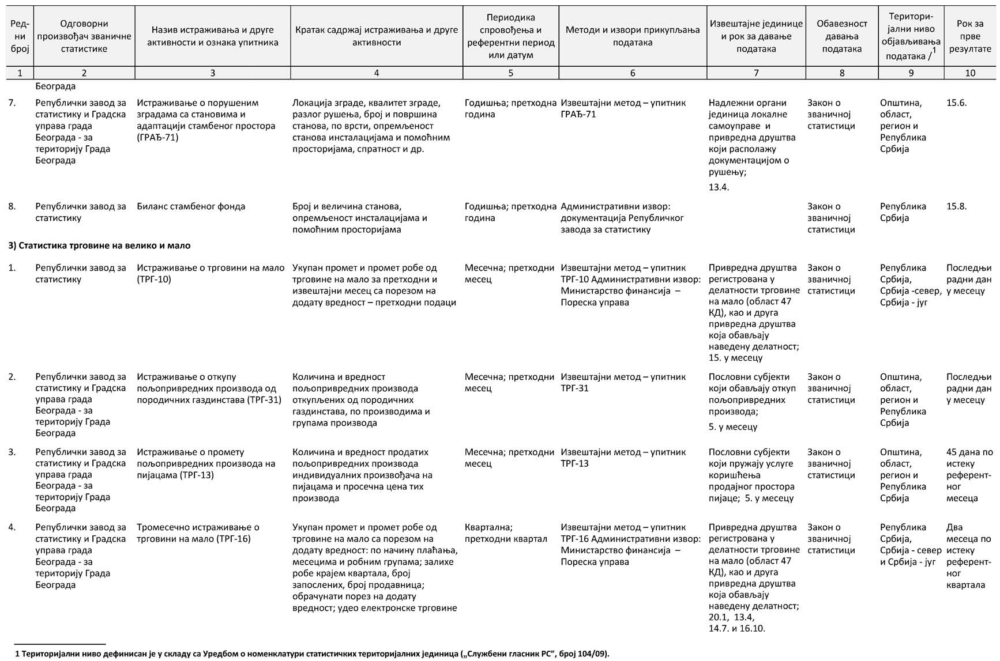 Ред-
ни
број
Одговорни
произвођач званичне
статистике
Назив истраживања и друге
активности и ознака упитника
Кратак садржај истраживања и друге
активности
Периодика
спровођења и
референтни период
или датум
Методи и извори прикупљања
података
Извештајне јединице
и рок за давање
података
Обавезност
давања
података
Територи-
јални ниво
објављивања
података /1
Рок за
прве
резултате
1 2 3 4 5 6 7 8 9 10
Београда
7.
Републички завод за
статистику и Градска
управа града
Београда - за
територију Града
Београда
Истраживање о порушеним
зградама са становима и
адаптацији стамбеног простора
(ГРАЂ-71)
Локација зграде, квалитет зграде,
разлог рушења, број и површина
станова, по врсти, опремљеност
станова инсталацијама и помоћним
просторијама, спратност и др.
Годишња; претходна
година
Извештајни метод – упитник
ГРАЂ-71
Надлежни органи
јединица локалне
самоуправе и
привредна друштва
који располажу
документацијом о
рушењу;
13.4.
Закон о
званичној
статистици
Општина,
област,
регион и
Република
Србија
15.6.
8.
Републички завод за
статистику
Биланс стамбеног фонда
Број и величина станова,
опремљеност инсталацијама и
помоћним просторијама
Годишња; претходна
година
Административни извор:
документација Републичког
завода за статистику
Закон о
званичној
статистици
Република
Србија
15.8.
3) Статистика трговине на велико и мало
1.
Републички завод за
статистику
Истраживање о трговини на мало
(ТРГ-10)
Укупан промет и промет робе од
трговине на мало за претходни и
извештајни месец са порезом на
додату вредност – претходни подаци
Месечна; претходни
месец
Извештајни метод – упитник
ТРГ-10 Административни извор:
Министарство финансија –
Пореска управа
Привредна друштва
регистрована у
делатности трговине
на мало (област 47
КД), као и друга
привредна друштва
која обављају
наведену делатност;
15. у месецу
Закон о
званичној
статистици
Република
Србија,
Србија -север,
Србија - југ
Последњи
радни дан
у месецу
2.
Републички завод за
статистику и Градска
управа града
Београда - за
територију Града
Београда
Истраживање о откупу
пољопривредних производа од
породичних газдинстава (ТРГ-31)
Количина и вредност
пољопривредних производа
откупљених од породичних
газдинстава, по производима и
групама производа
Месечна; претходни
месец
Извештајни метод – упитник
ТРГ-31
Пословни субјекти
који обављају откуп
пољопривредних
производа;
5. у месецу
Закон о
званичној
статистици
Општина,
област,
регион и
Република
Србија
Последњи
радни дан
у месецу
3.
Републички завод за
статистику и Градска
управа града
Београда - за
територију Града
Београда
Истраживање о промету
пољопривредних производа на
пијацама (ТРГ-13)
Количина и вредност продатих
пољопривредних производа
индивидуалних произвођача на
пијацама и просечна цена тих
производа
Месечна; претходни
месец
Извештајни метод – упитник
ТРГ-13
Пословни субјекти
који пружају услуге
коришћења
продајног простора
пијаце; 5. у месецу
Закон о
званичној
статистици
Општина,
област,
регион и
Република
Србија
45 дана по
истеку
референт-
ног
месеца
4.
Републички завод за
статистику и Градска
управа града
Београда - за
територију Града
Београда
Тромесечно истраживање о
трговини на мало (ТРГ-16)
Укупан промет и промет робе од
трговине на мало са порезом на
додату вредност: по начину плаћања,
месецима и робним групама; залихе
робе крајем квартала, број
запослених, број продавница;
обрачунати порез на додату
вредност; удео електронске трговине
Квартална;
претходни квартал
Извештајни метод – упитник
ТРГ-16 Административни извор:
Министарство финансија –
Пореска управа
Привредна друштва
регистрована у
делатности трговине
на мало (област 47
КД), као и друга
привредна друштва
која обављају
наведену делатност;
20.1, 13.4,
14.7. и 16.10.
Закон о
званичној
статистици
Република
Србија,
Србија - север
и Србија - југ
Два
месеца по
истеку
референт-
ног
квартала
1 Територијални ниво дефинисан је у складу са Уредбом о номенклатури статистичких територијалних јединица („Службени гласник РС”, број 104/09).